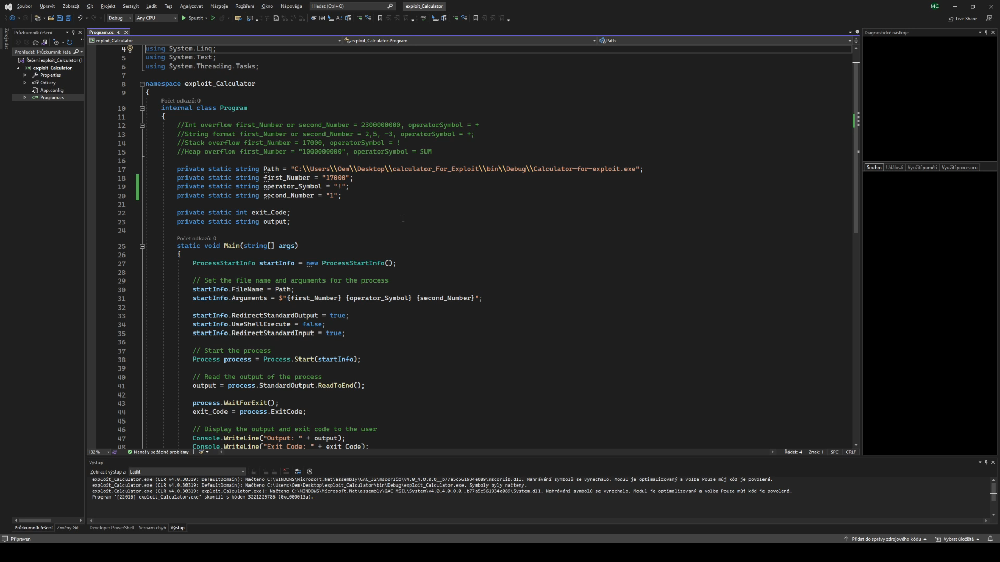 Soubor Upravit Zobrazit Git Projekt Sestavit Ladit Test Analyzovat Nástroje Rozšíření Okno Nápověda Hledat (Ctrl+Q) exploit_Calculator MČ
Debug Any CPU Spustit Live Share
Zdroje dat
Průzkumník řešení
Prohledat: Průzkumník řeše
Řešení exploit_Calculator (1
exploit_Calculator
Properties
Odkazy
App.config
C# Program.cs
Program.cs
exploit_Calculator exploit_Calculator.Program Path
4 using System.Linq;
5 using System.Text;
6 using System.Threading.Tasks;
7
8 namespace exploit_Calculator
9 {
Počet odkazů: 0
10 internal class Program
11 {
12 //Int overflow first_Number or second_Number = 2300000000, operatorSymbol = +
13 //String format first_Number or second_Number = 2,5, -3, operatorSymbol = +;
14 //Stack overflow first_Number = 17000, operatorSymbol = !
15 //Heap overflow first_Number = "1000000000", operatorSymbol = SUM
16
17 private static string Path = "C:\\Users\\Oem\\Desktop\\calculator_For_Exploit\\bin\\Debug\\Calculator-for-exploit.exe";
18 private static string first_Number = "17000";
19 private static string operator_Symbol = "!";
20 private static string second_Number = "1";
21
22 private static int exit_Code;
23 private static string output;
24
Počet odkazů: 0
25 static void Main(string[] args)
26 {
27 ProcessStartInfo startInfo = new ProcessStartInfo();
28
29 // Set the file name and arguments for the process
30 startInfo.FileName = Path;
31 startInfo.Arguments = $"{first_Number} {operator_Symbol} {second_Number}";
32
33 startInfo.RedirectStandardOutput = true;
34 startInfo.UseShellExecute = false;
35 startInfo.RedirectStandardInput = true;
36
37 // Start the process
38 Process process = Process.Start(startInfo);
39
40 // Read the output of the process
41 output = process.StandardOutput.ReadToEnd();
42
43 process.WaitForExit();
44 exit_Code = process.ExitCode;
45
46 // Display the output and exit code to the user
47 Console.WriteLine("Output: " + output);
48 Console.WriteLine("Exit Code: " + exit_Code);
132 % Nenašly se žádné problémy. Řádek: 4 Znak: 1 SPC CRLF
Diagnostické nástroje
Souhrn Události Využití paměti Využití procesoru
Výstup
Zobrazit výstup z: Ladit
exploit_Calculator.exe (CLR v4.0.30319: DefaultDomain): Načteno C:\WINDOWS\Microsoft.Net\assembly\GAC_32\mscorlib\v4.0_4.0.0.0__b77a5c561934e089\mscorlib.dll. Nahrávání symbolů se vynechalo. Modul je optimalizovaný a volba Pouze můj kód je povolená.
exploit_Calculator.exe (CLR v4.0.30319: DefaultDomain): Načteno C:\Users\Oem\Desktop\exploit_Calculator\bin\Debug\exploit_Calculator.exe. Symboly byly načteny.
exploit_Calculator.exe (CLR v4.0.30319: exploit_Calculator.exe): Načteno C:\WINDOWS\Microsoft.Net\assembly\GAC_MSIL\System\v4.0_4.0.0.0__b77a5c561934e089\System.dll. Nahrávání symbolů se vynechalo. Modul je optimalizovaný a volba Pouze můj kód je povolená.
Program '[22016] exploit_Calculator.exe' skončil s kódem 3221225786 (0xc000013a).
Průzkumník řešení Změny Git Developer PowerShell Seznam chyb Výstup
Připraven Přidat do správy zdrojového kódu Vybrat úložiště